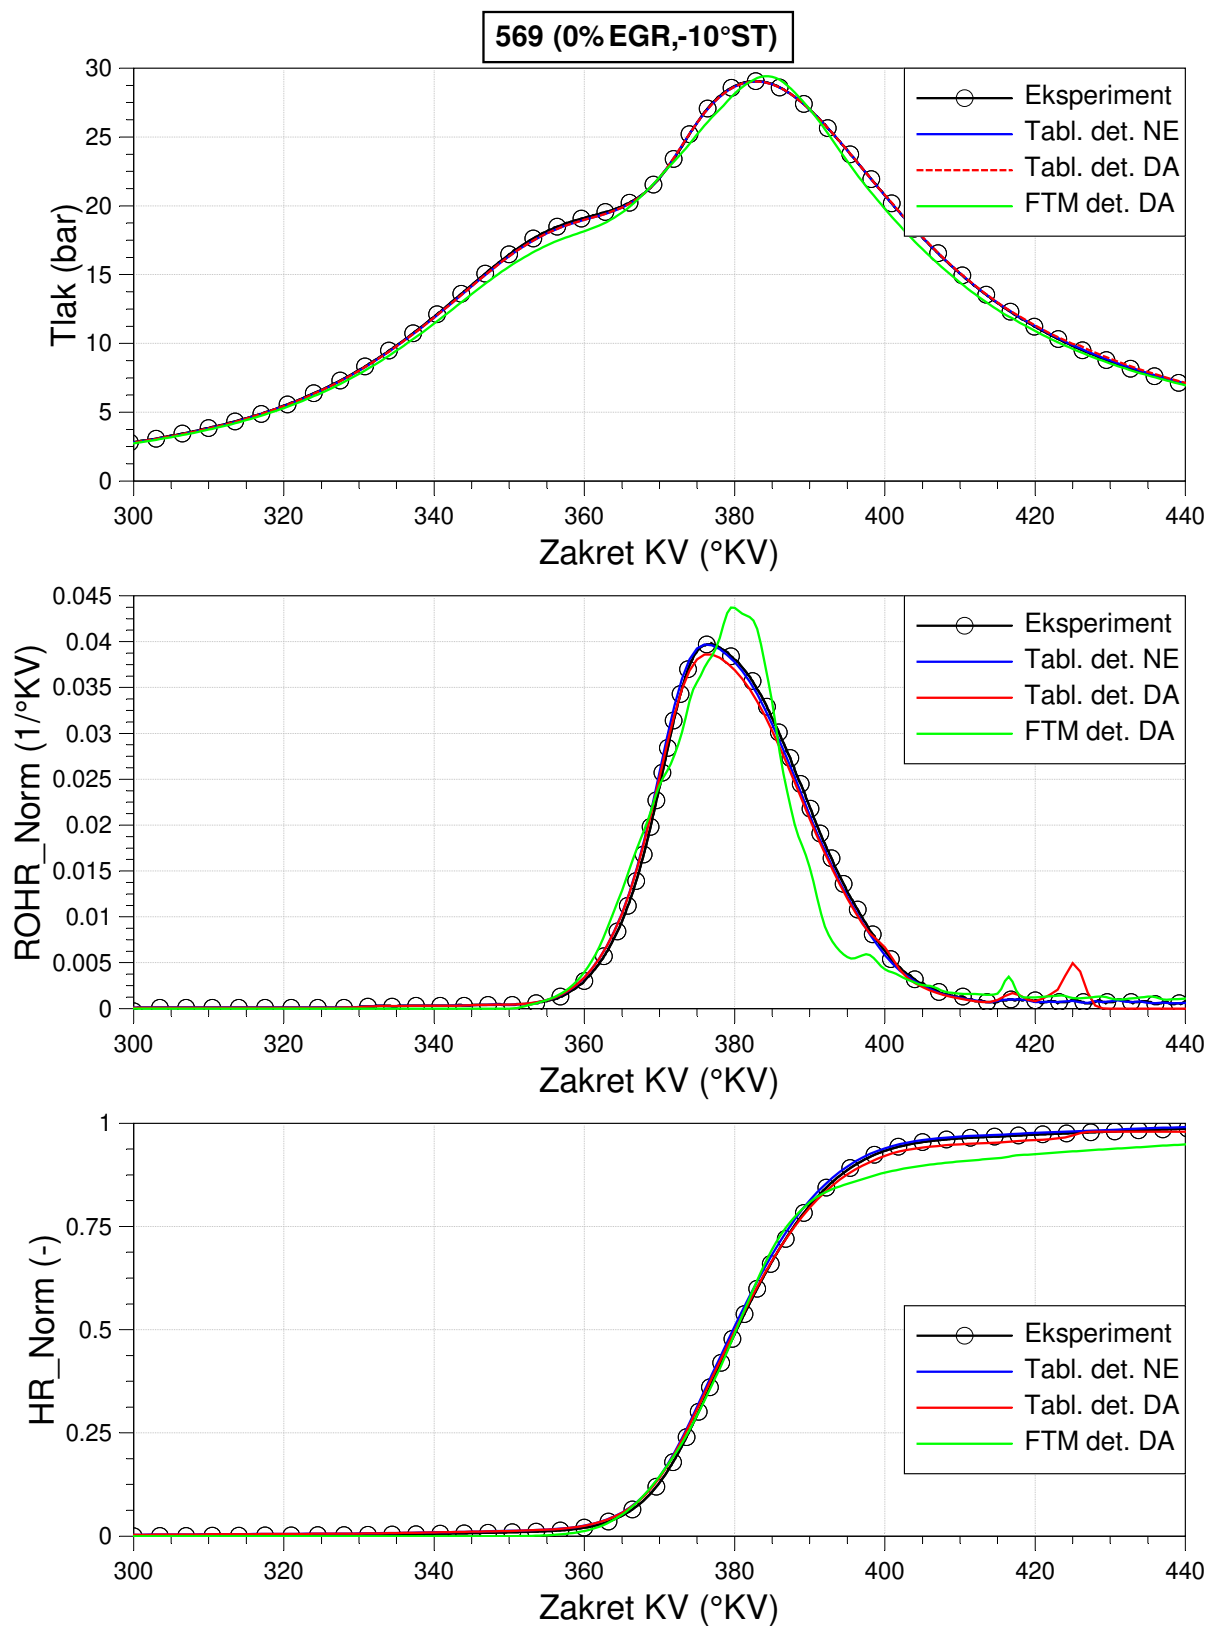 569 (0% EGR,-10°ST)
30
25
20
15
10
5
0
Tlak (bar)
Eksperiment
Tabl. det. NE
Tabl. det. DA
FTM det. DA
300 320 340 360 380 400 420 440
Zakret KV (°KV)
0.045
0.04
0.035
0.03
0.025
0.02
0.015
0.01
0.005
0
ROHR_Norm (1/°KV)
Eksperiment
Tabl. det. NE
Tabl. det. DA
FTM det. DA
300 320 340 360 380 400 420 440
Zakret KV (°KV)
1
0.75
0.5
0.25
0
HR_Norm (-)
Eksperiment
Tabl. det. NE
Tabl. det. DA
FTM det. DA
300 320 340 360 380 400 420 440
Zakret KV (°KV)